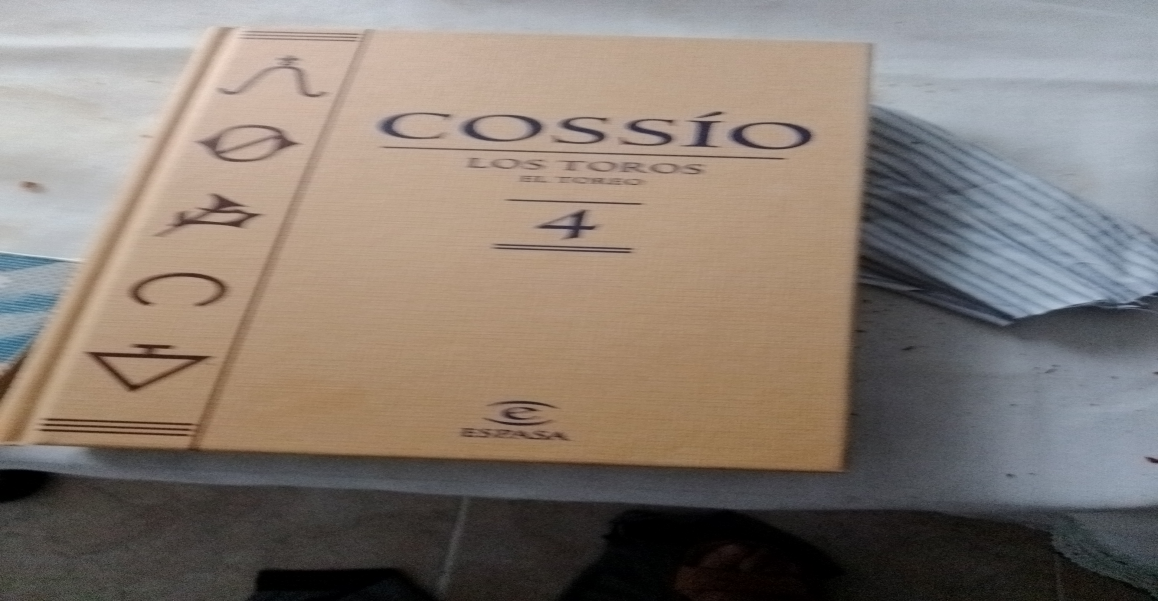 COSSÍO
LOS TOROS
EL TOREO
4
e
ESPASA